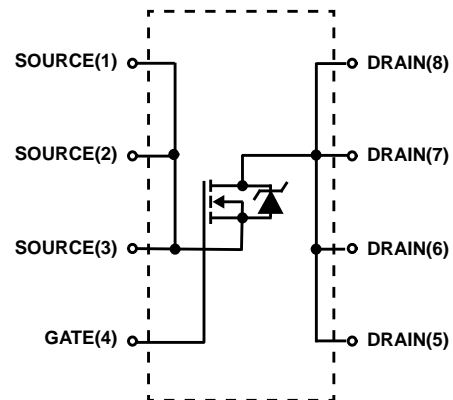 SOURCE(1)
DRAIN(8)
SOURCE(2)
DRAIN(7)
SOURCE(3)
DRAIN(6)
GATE(4)
DRAIN(5)